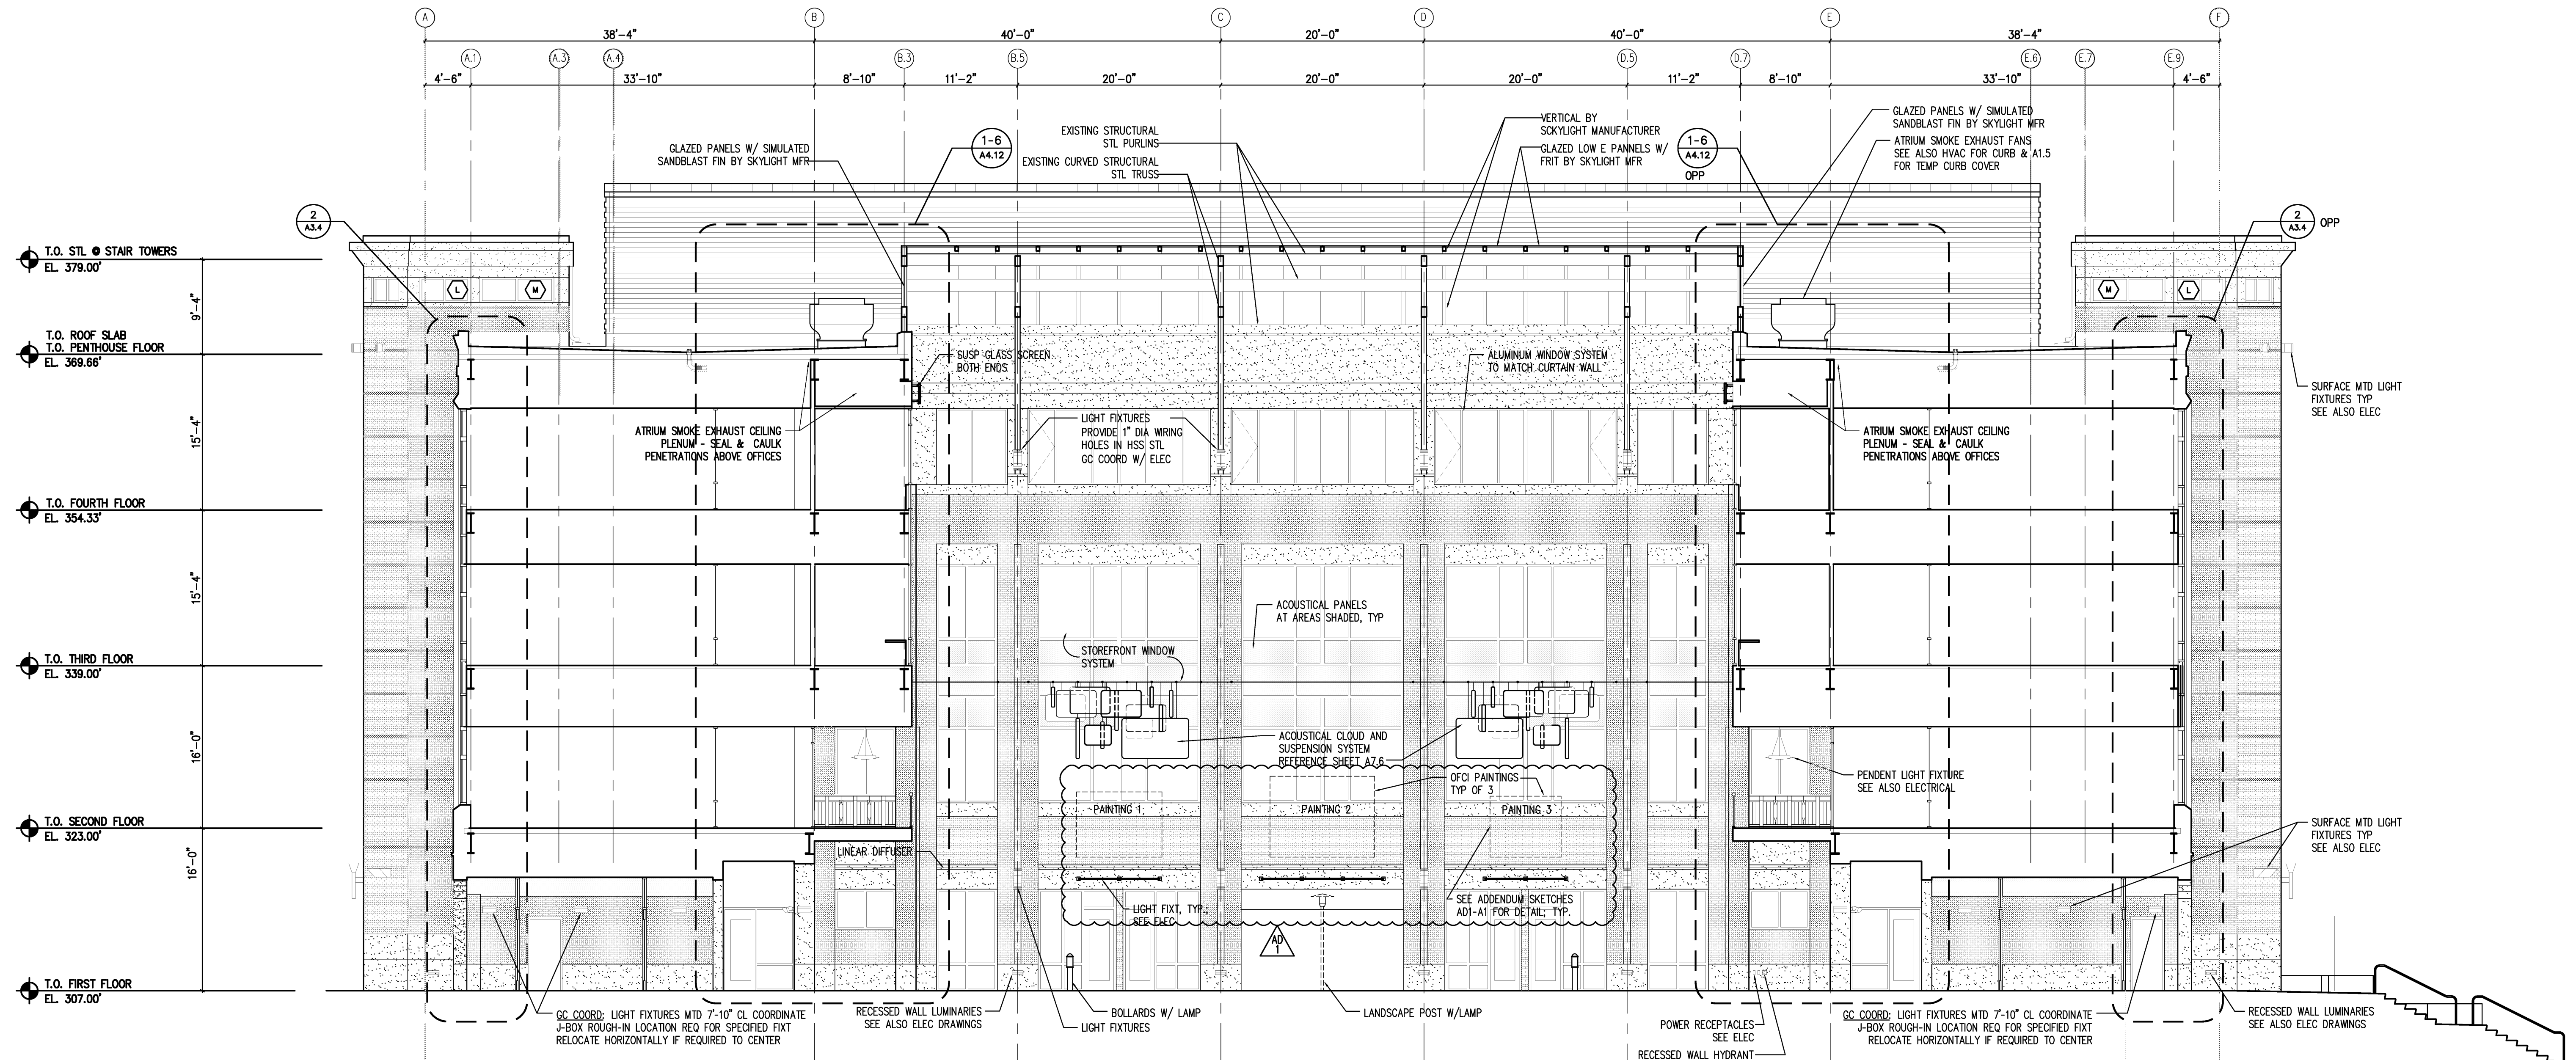 A
B
C
D
E
F
38'-4"
40'-0"
20'-0"
40'-0"
38'-4"
A.1
A.3
A.4
B.3
B.5
D.5
D.7
E.6
E.7
E.9
4'-6"
33'-10"
8'-10"
11'-2"
20'-0"
20'-0"
20'-0"
11'-2"
8'-10"
33'-10"
4'-6"
GLAZED PANELS W/ SIMULATED
SANDBLAST FIN BY SKYLIGHT MFR
1-6
A4.12
EXISTING STRUCTURAL
STL PURLINS
EXISTING CURVED STRUCTURAL
STL TRUSS
VERTICAL BY
SCKYLIGHT MANUFACTURER
GLAZED LOW E PANNELS W/
FRIT BY SKYLIGHT MFR
1-6
A4.12
OPP
GLAZED PANELS W/ SIMULATED
SANDBLAST FIN BY SKYLIGHT MFR
ATRIUM SMOKE EXHAUST FANS
SEE ALSO HVAC FOR CURB & A1.5
FOR TEMP CURB COVER
2
A3.4
2
A3.4
OPP
T.O. STL @ STAIR TOWERS
EL. 379.00'
L
M
M
L
9'-4"
T.O. ROOF SLAB
T.O. PENTHOUSE FLOOR
EL. 369.66'
SUSP GLASS SCREEN
BOTH ENDS
ALUMINUM WINDOW SYSTEM
TO MATCH CURTAIN WALL
SURFACE MTD LIGHT
FIXTURES TYP
SEE ALSO ELEC
15'-4"
ATRIUM SMOKE EXHAUST CEILING
PLENUM - SEAL & CAULK
PENETRATIONS ABOVE OFFICES
LIGHT FIXTURES
PROVIDE 1" DIA WIRING
HOLES IN HSS STL
GC COORD W/ ELEC
ATRIUM SMOKE EXHAUST CEILING
PLENUM - SEAL & CAULK
PENETRATIONS ABOVE OFFICES
T.O. FOURTH FLOOR
EL. 354.33'
15'-4"
ACOUSTICAL PANELS
AT AREAS SHADED, TYP
STOREFRONT WINDOW
SYSTEM
T.O. THIRD FLOOR
EL. 339.00'
16'-0"
ACOUSTICAL CLOUD AND
SUSPENSION SYSTEM
REFERENCE SHEET A7.6
OFCI PAINTINGS
TYP OF 3
PENDENT LIGHT FIXTURE
SEE ALSO ELECTRICAL
PAINTING 1
PAINTING 2
PAINTING 3
T.O. SECOND FLOOR
EL. 323.00'
SURFACE MTD LIGHT
FIXTURES TYP
SEE ALSO ELEC
LINEAR DIFFUSER
16'-0"
LIGHT FIXT, TYP.;
SEE ELEC
SEE ADDENDUM SKETCHES
AD1-A1 FOR DETAIL; TYP.
AD
1
T.O. FIRST FLOOR
EL. 307.00'
GC COORD: LIGHT FIXTURES MTD 7'-10" CL COORDINATE
J-BOX ROUGH-IN LOCATION REQ FOR SPECIFIED FIXT
RELOCATE HORIZONTALLY IF REQUIRED TO CENTER
RECESSED WALL LUMINARIES
SEE ALSO ELEC DRAWINGS
BOLLARDS W/ LAMP
LIGHT FIXTURES
LANDSCAPE POST W/LAMP
POWER RECEPTACLES
SEE ELEC
RECESSED WALL HYDRANT
GC COORD: LIGHT FIXTURES MTD 7'-10" CL COORDINATE
J-BOX ROUGH-IN LOCATION REQ FOR SPECIFIED FIXT
RELOCATE HORIZONTALLY IF REQUIRED TO CENTER
RECESSED WALL LUMINARIES
SEE ALSO ELEC DRAWINGS